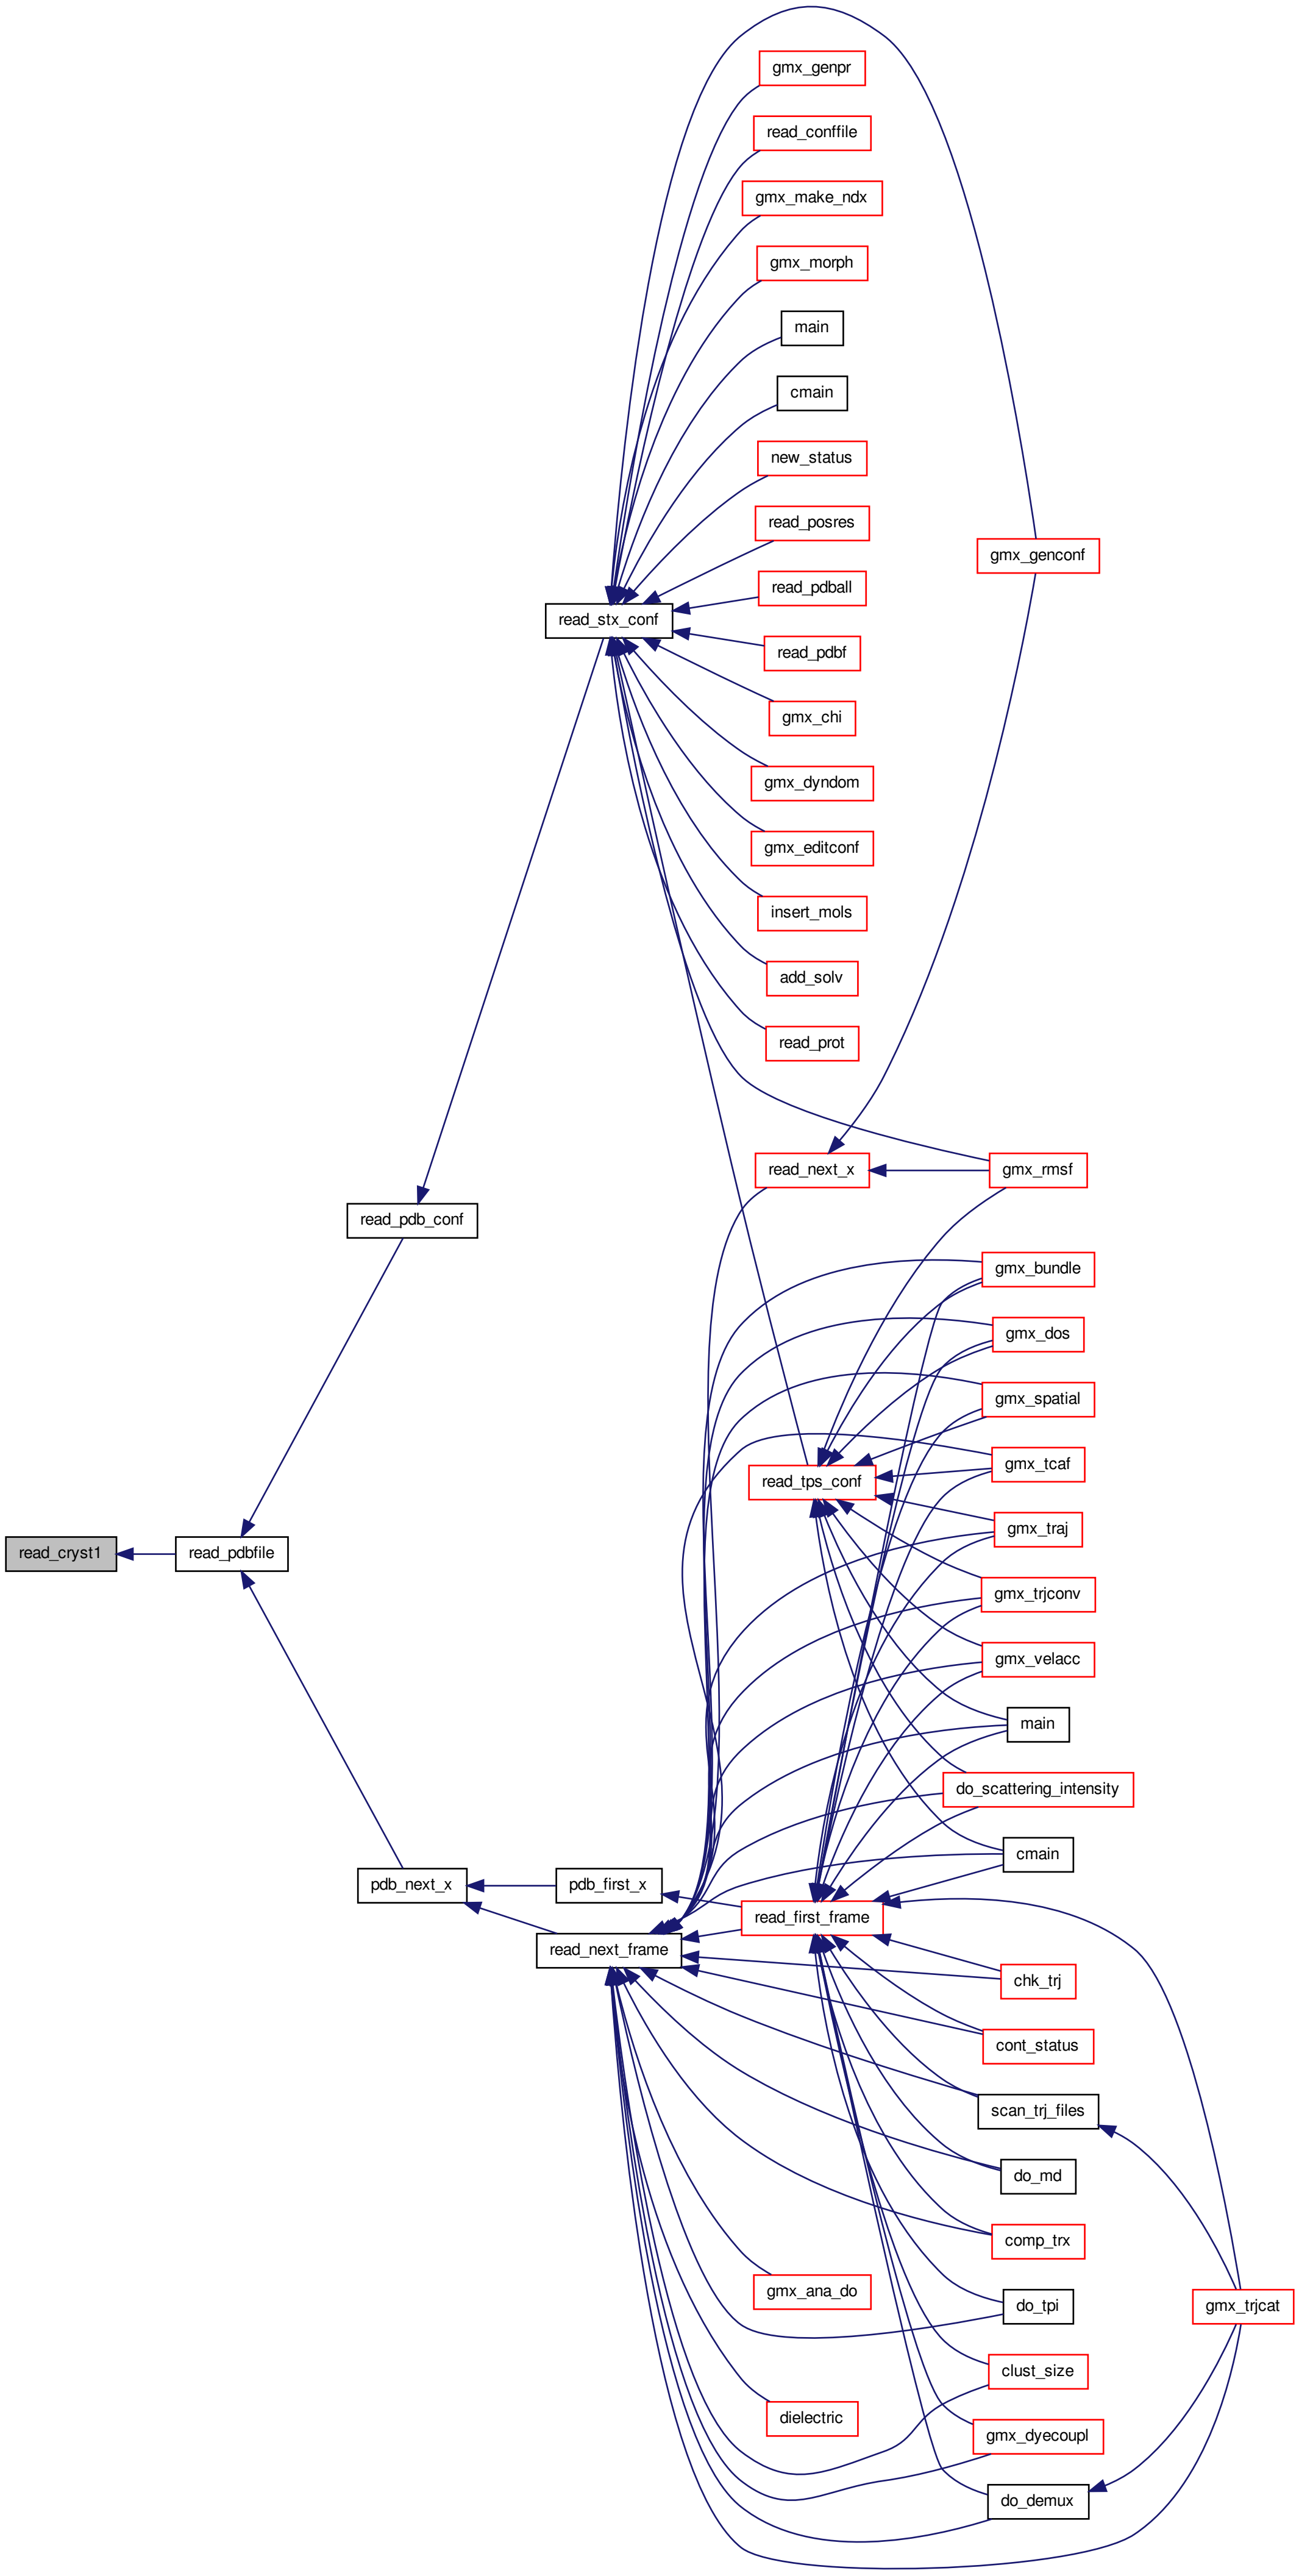 gmx_genpr
read_conffile
gmx_make_ndx
gmx_morph
main
cmain
new_status
read_posres
gmx_genconf
read_pdball
read_stx_conf
read_pdbf
gmx_chi
gmx_dyndom
gmx_editconf
insert_mols
add_solv
read_prot
read_next_x
gmx_rmsf
read_pdb_conf
gmx_bundle
gmx_dos
gmx_spatial
gmx_tcaf
read_tps_conf
gmx_traj
read_cryst1
read_pdbfile
gmx_trjconv
gmx_velacc
main
do_scattering_intensity
cmain
pdb_next_x
pdb_first_x
read_first_frame
read_next_frame
chk_trj
cont_status
scan_trj_files
do_md
comp_trx
gmx_ana_do
do_tpi
gmx_trjcat
clust_size
dielectric
gmx_dyecoupl
do_demux